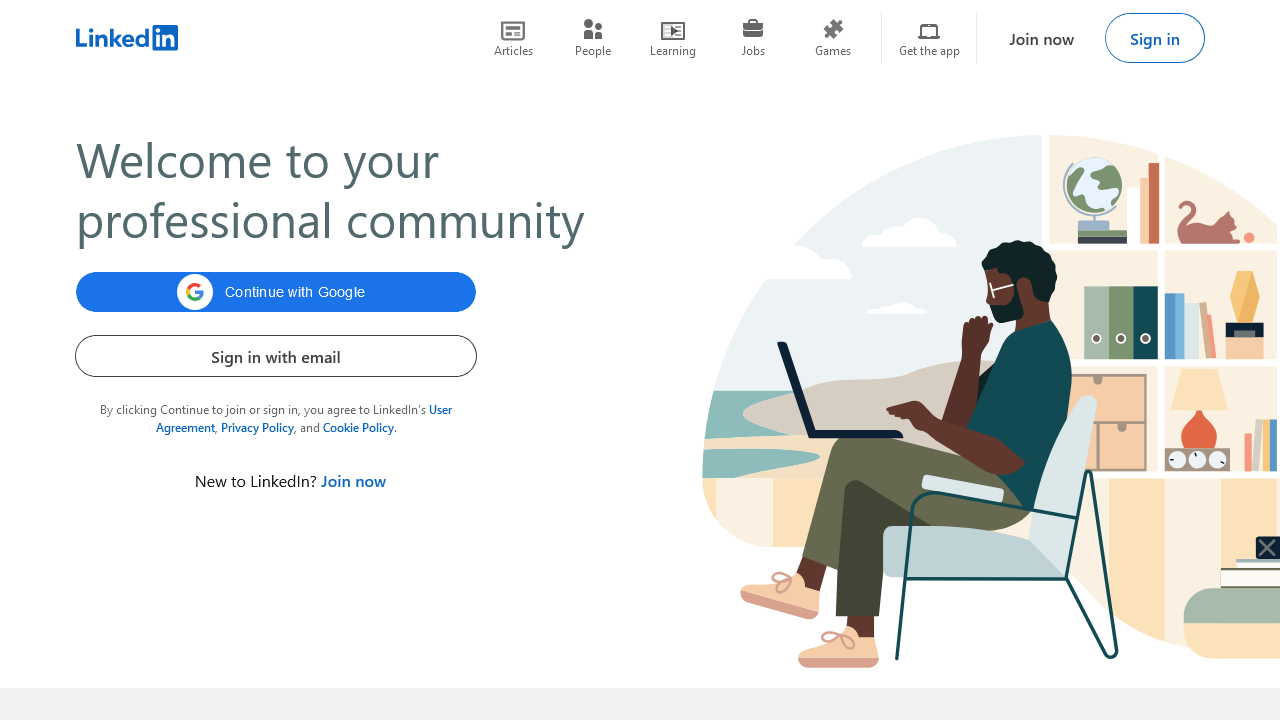 Linked in
Articles
People
Learning
Jobs
Games
Get the app
Join now
Sign in
Welcome to your
professional community
Continue with Google
Sign in with email
By clicking Continue to join or sign in, you agree to LinkedIn's User
Agreement, Privacy Policy, and Cookie Policy.
New to LinkedIn? Join now